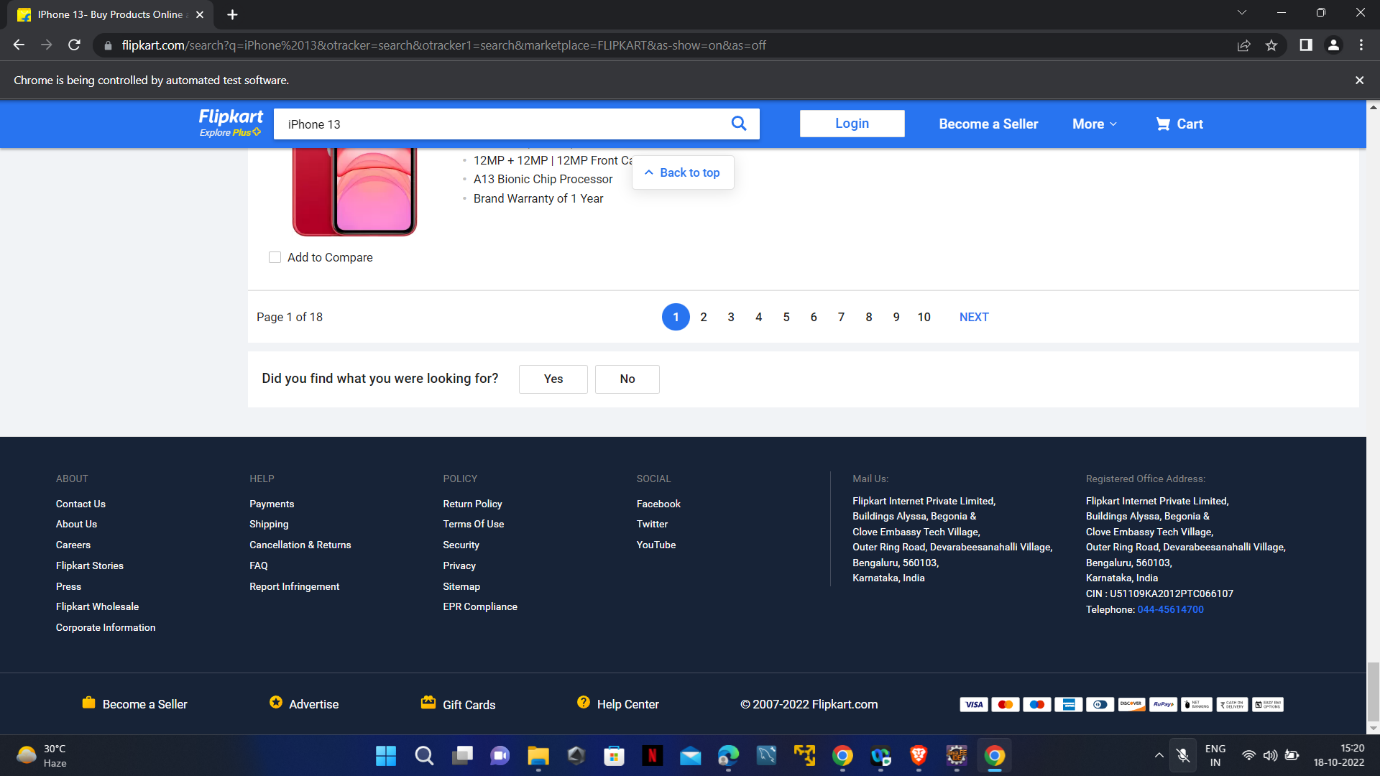 IPhone 13- Buy Products Online
flipkart.com/search?q=iPhone%2013&otracker=search&otracker1=search&marketplace=FLIPKART&as-show=on&as=off
Chrome is being controlled by automated test software.
Flipkart
Explore Plus
iPhone 13
Login
Become a Seller
More
Cart
12MP + 12MP | 12MP Front Ca
Back to top
A13 Bionic Chip Processor
Brand Warranty of 1 Year
Add to Compare
Page 1 of 18
1 2 3 4 5 6 7 8 9 10 NEXT
Did you find what you were looking for? Yes No
ABOUT
Contact Us
About Us
Careers
Flipkart Stories
Press
Flipkart Wholesale
Corporate Information
HELP
Payments
Shipping
Cancellation & Returns
FAQ
Report Infringement
POLICY
Return Policy
Terms Of Use
Security
Privacy
Sitemap
EPR Compliance
SOCIAL
Facebook
Twitter
YouTube
Mail Us:
Flipkart Internet Private Limited,
Buildings Alyssa, Begonia &
Clove Embassy Tech Village,
Outer Ring Road, Devarabeesanahalli Village,
Bengaluru, 560103,
Karnataka, India
Registered Office Address:
Flipkart Internet Private Limited,
Buildings Alyssa, Begonia &
Clove Embassy Tech Village,
Outer Ring Road, Devarabeesanahalli Village,
Bengaluru, 560103,
Karnataka, India
CIN : U51109KA2012PTC066107
Telephone: 044-45614700
Become a Seller
Advertise
Gift Cards
Help Center
© 2007-2022 Flipkart.com
VISA
DISCOVER
RuPay
30°C
Haze
ENG
IN
15:20
18-10-2022